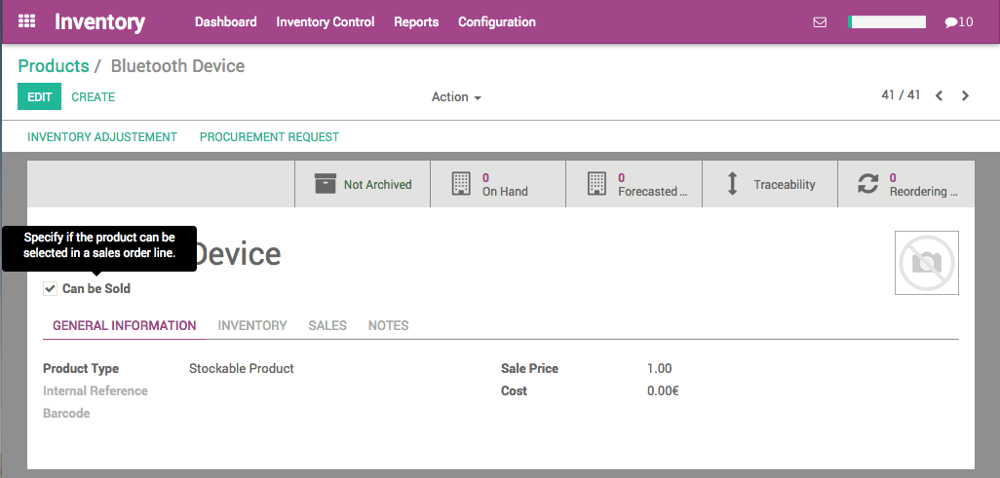 Inventory Dashboard Inventory Control Reports Configuration 10
Products / Bluetooth Device
EDIT CREATE Action 41 / 41
INVENTORY ADJUSTEMENT PROCUREMENT REQUEST
Not Archived
0
On Hand
0
Forecasted ...
Traceability
0
Reordering ...
Specify if the product can be
selected in a sales order line.
Device
Can be Sold
GENERAL INFORMATION INVENTORY SALES NOTES
Product Type Stockable Product Sale Price 1.00
Internal Reference Cost 0.00€
Barcode